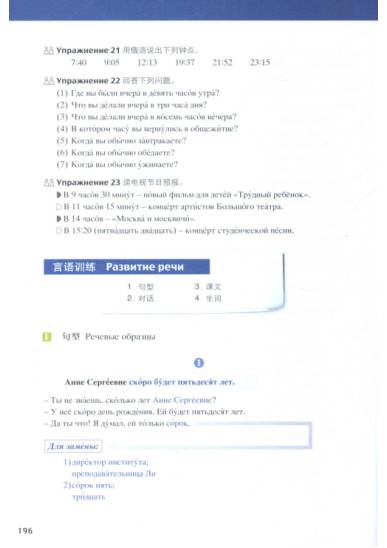 Упражнение 21 用俄语说出下列钟点。
7:40 9:05 12:13 19:37 21:52 23:15
Упражнение 22 回答下列问题。
(1) Где вы бы́ли вчера́ в де́вять часо́в утра́?
(2) Что вы де́лали вчера́ в три часа́ дня?
(3) Что вы де́лали вчера́ в во́семь часо́в ве́чера?
(4) В кото́ром часу́ вы верну́лись в общежи́тие?
(5) Когда́ вы обы́чно за́втракаете?
(6) Когда́ вы обы́чно обе́даете?
(7) Когда́ вы обы́чно у́жинаете?
Упражнение 23 读电视节目预报。
В 9 часо́в 30 мину́т – но́вый фильм для дете́й «Тру́дный ребёнок».
В 11 часо́в 15 мину́т – конце́рт арти́стов Большо́го теа́тра.
В 14 часо́в – «Москва́ и москвичи́».
В 15:20 (пятна́дцать два́дцать) – конце́рт студе́нческой пе́сни.
言语训练 Развитие речи
1. 句型 3. 课文
2. 对话 4. 生词
I 句型 Речевые образцы
1
Анне Серге́евне ско́ро бу́дет пятьдеся́т лет.
– Ты не зна́ешь, ско́лько лет Анне Серге́евне?
– У неё ско́ро день рожде́ния. Ей бу́дет пятьдеся́т лет.
– Да ты что! Я ду́мал, ей то́лько со́рок.
Для заме́ны:
1) дире́ктор институ́та;
преподава́тельница Ли
2) со́рок пять;
три́дцать
196